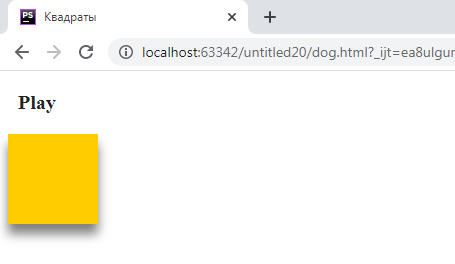 PS Квадраты
localhost:63342/untitled20/dog.html?_ijt=ea8ulgur
Play